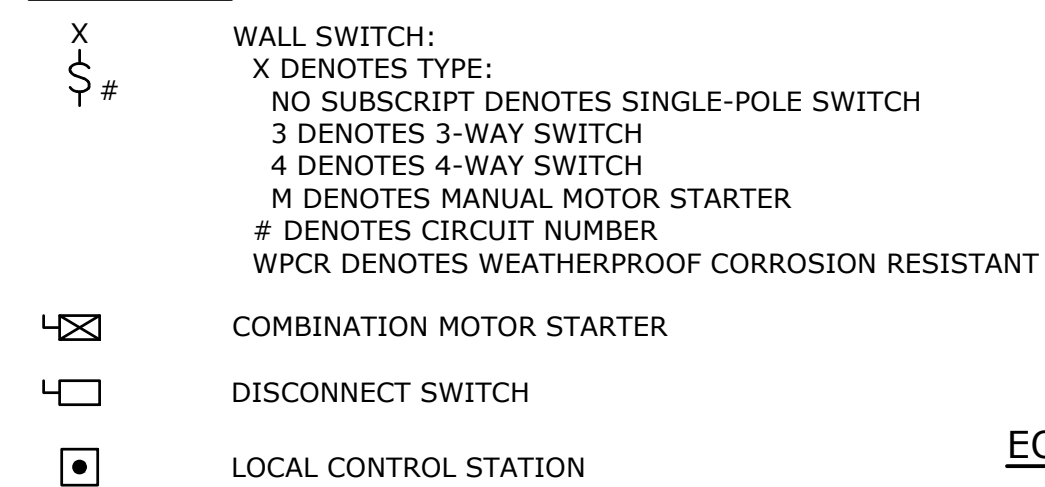 X
# WALL SWITCH:
X DENOTES TYPE:
NO SUBSCRIPT DENOTES SINGLE-POLE SWITCH
3 DENOTES 3-WAY SWITCH
4 DENOTES 4-WAY SWITCH
M DENOTES MANUAL MOTOR STARTER
# DENOTES CIRCUIT NUMBER
WPCR DENOTES WEATHERPROOF CORROSION RESISTANT
COMBINATION MOTOR STARTER
DISCONNECT SWITCH
LOCAL CONTROL STATION